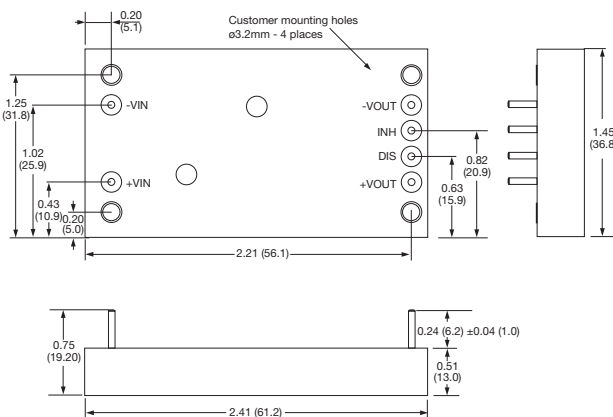 0.20
(5.1)
Customer mounting holes
ø3.2mm - 4 places
1.25
(31.8)
1.02
(25.9)
0.43
(10.9)
0.20
(5.0)
-VIN
+VIN
-VOUT
INH
DIS
+VOUT
0.82
(20.9)
0.63
(15.9)
2.21 (56.1)
1.45
(36.8
0.75
(19.20)
0.24 (6.2) ±0.04 (1.0)
0.51
(13.0)
2.41 (61.2)